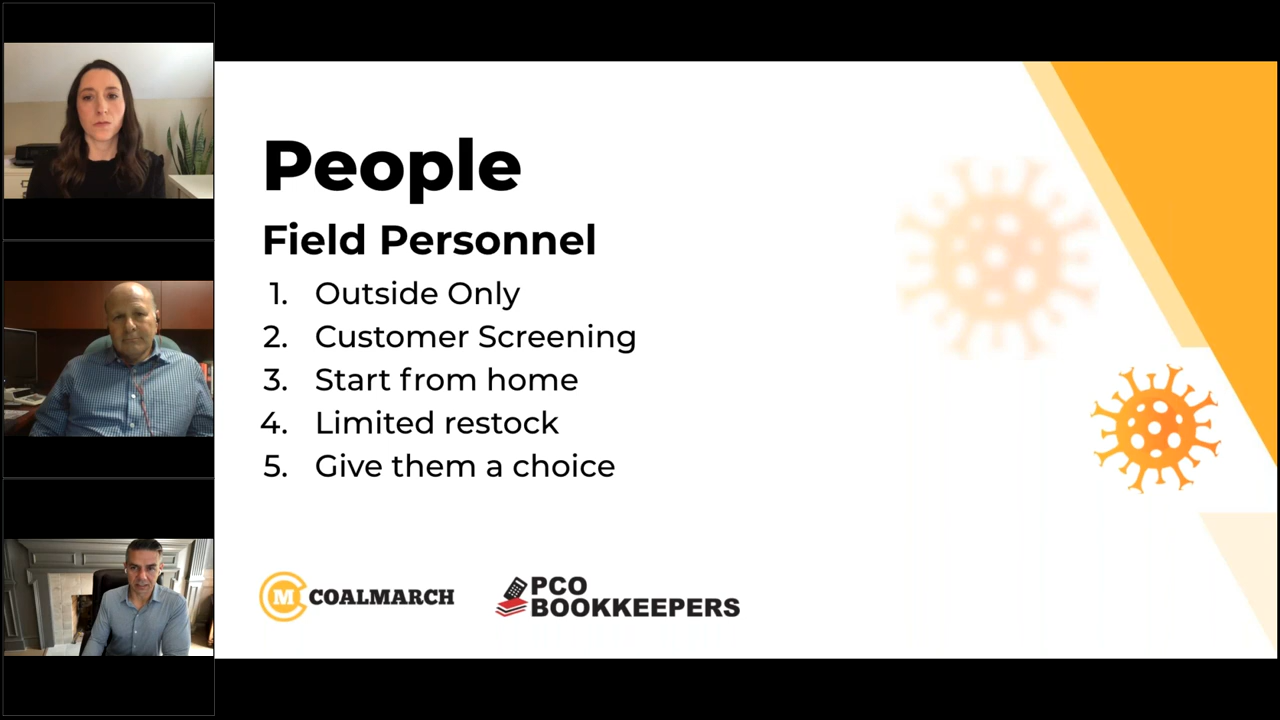 People
Field Personnel
1. Outside Only
2. Customer Screening
3. Start from home
4. Limited restock
5. Give them a choice
M COALMARCH
PCO
BOOKKEEPERS